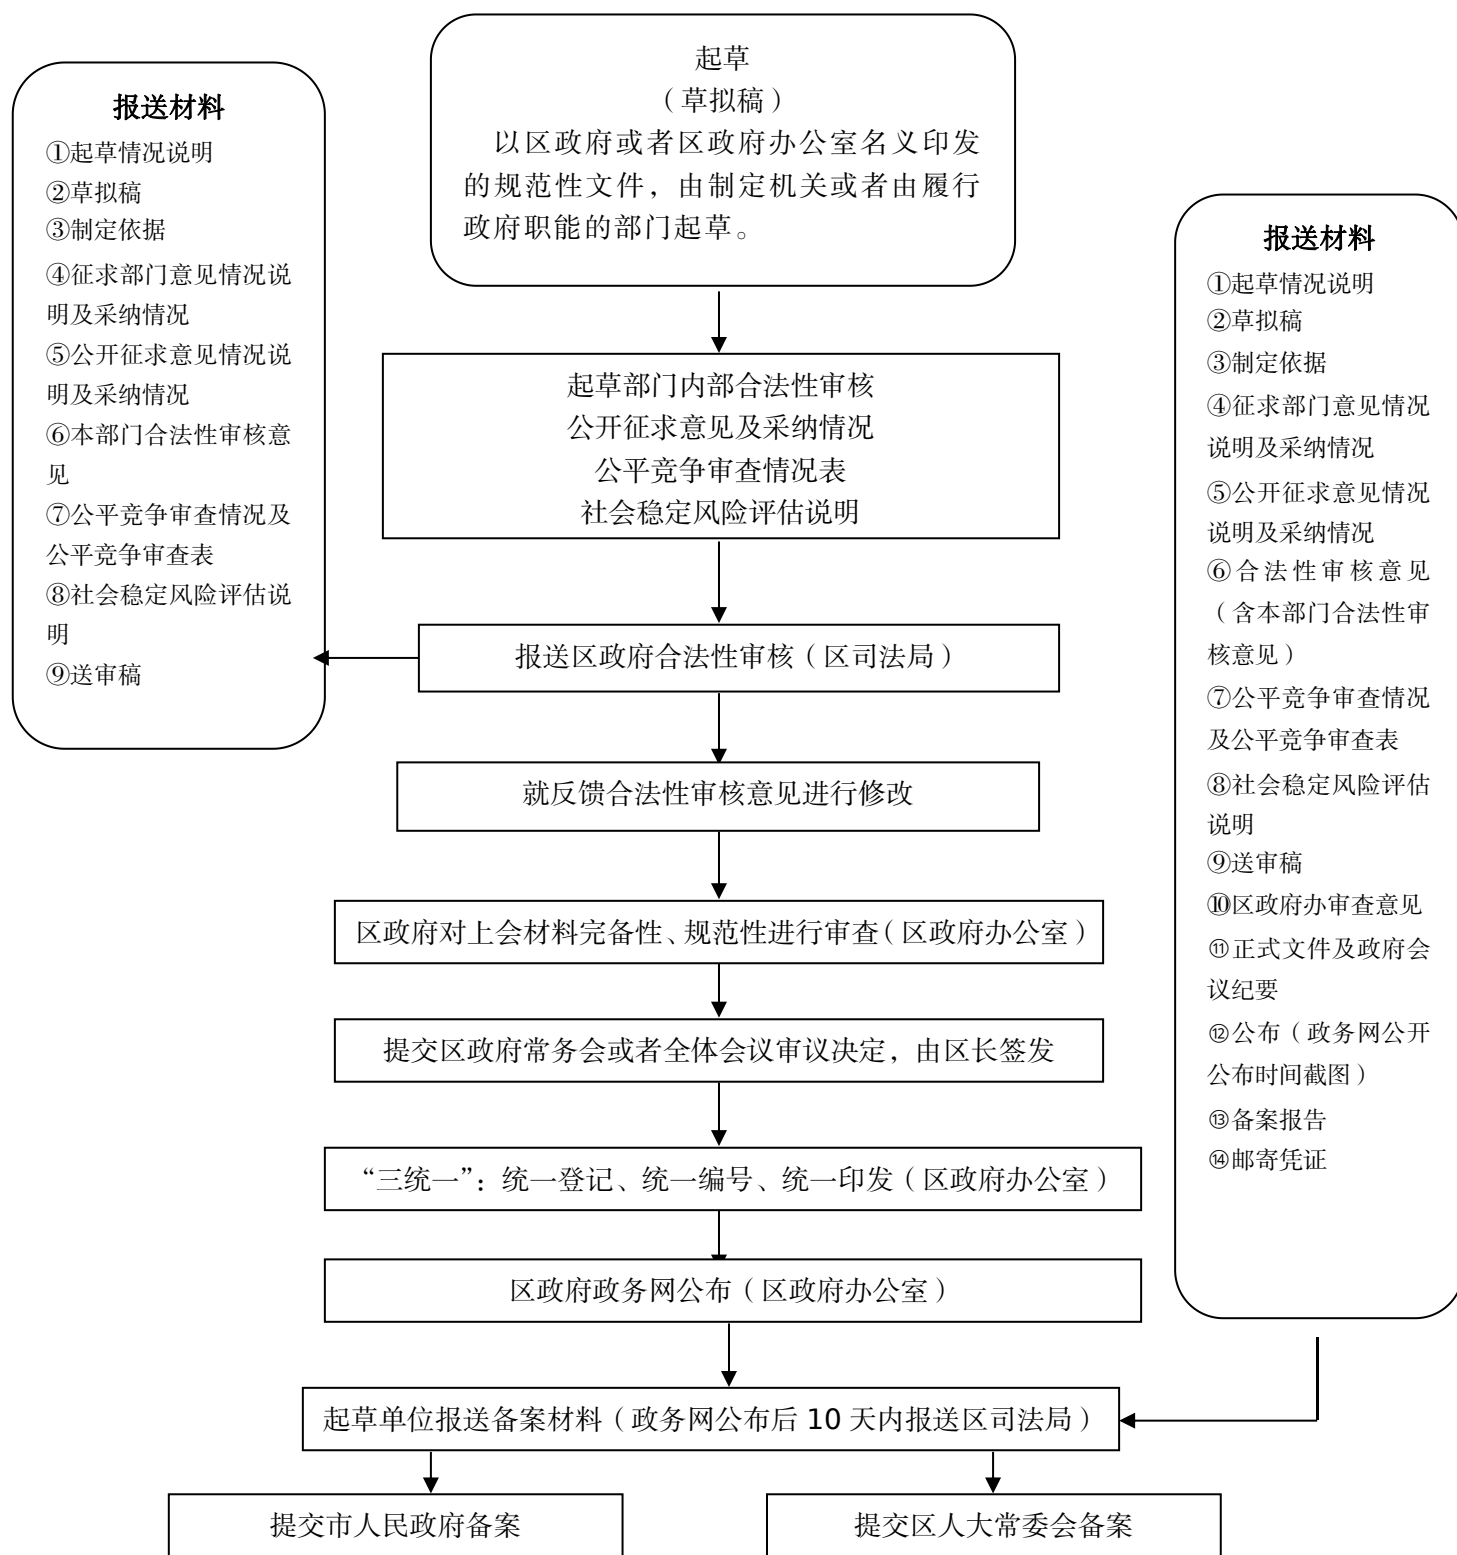 起草
（草拟稿）
以区政府或者区政府办公室名义印发
的规范性文件，由制定机关或者由履行
政府职能的部门起草。
报送材料
①起草情况说明
②草拟稿
③制定依据
④征求部门意见情况说
明及采纳情况
⑤公开征求意见情况说
明及采纳情况
⑥本部门合法性审核意
见
⑦公平竞争审查情况及
公平竞争审查表
⑧社会稳定风险评估说
明
⑨送审稿
起草部门内部合法性审核
公开征求意见及采纳情况
公平竞争审查情况表
社会稳定风险评估说明
报送区政府合法性审核（区司法局）
就反馈合法性审核意见进行修改
区政府对上会材料完备性、规范性进行审查（区政府办公室）
提交区政府常务会或者全体会议审议决定，由区长签发
“三统一”：统一登记、统一编号、统一印发（区政府办公室）
区政府政务网公布（区政府办公室）
报送材料
①起草情况说明
②草拟稿
③制定依据
④征求部门意见情况
说明及采纳情况
⑤公开征求意见情况
说明及采纳情况
⑥合法性审核意见
（含本部门合法性审
核意见）
⑦公平竞争审查情况
及公平竞争审查表
⑧社会稳定风险评估
说明
⑨送审稿
⑩区政府办审查意见
⑪正式文件及政府会
议纪要
⑫公布（政务网公开
公布时间截图）
⑬备案报告
⑭邮寄凭证
起草单位报送备案材料（政务网公布后 10 天内报送区司法局）
提交市人民政府备案
提交区人大常委会备案